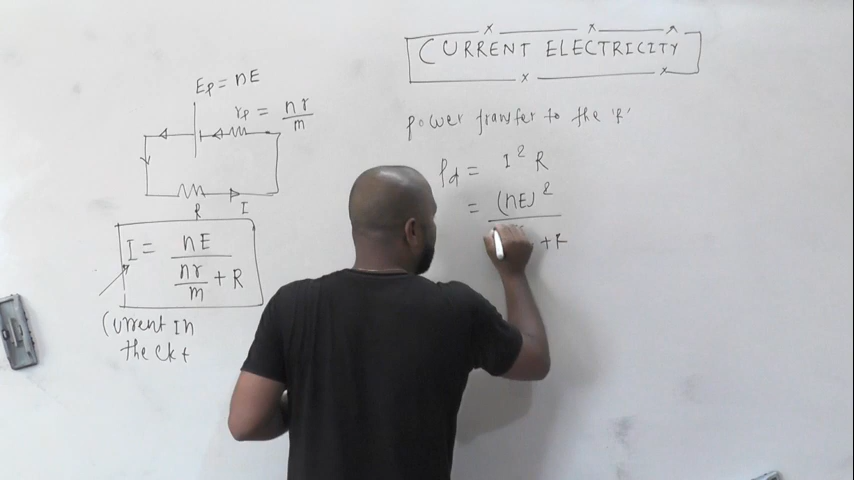 CURRENT ELECTRICITY
Ep = nE
rp = nr/m
R
I
I = nE / (nr/m + R)
Current In
the ckt
Power transfer to the 'R'
Pd = I² R
= (nE)²
+R